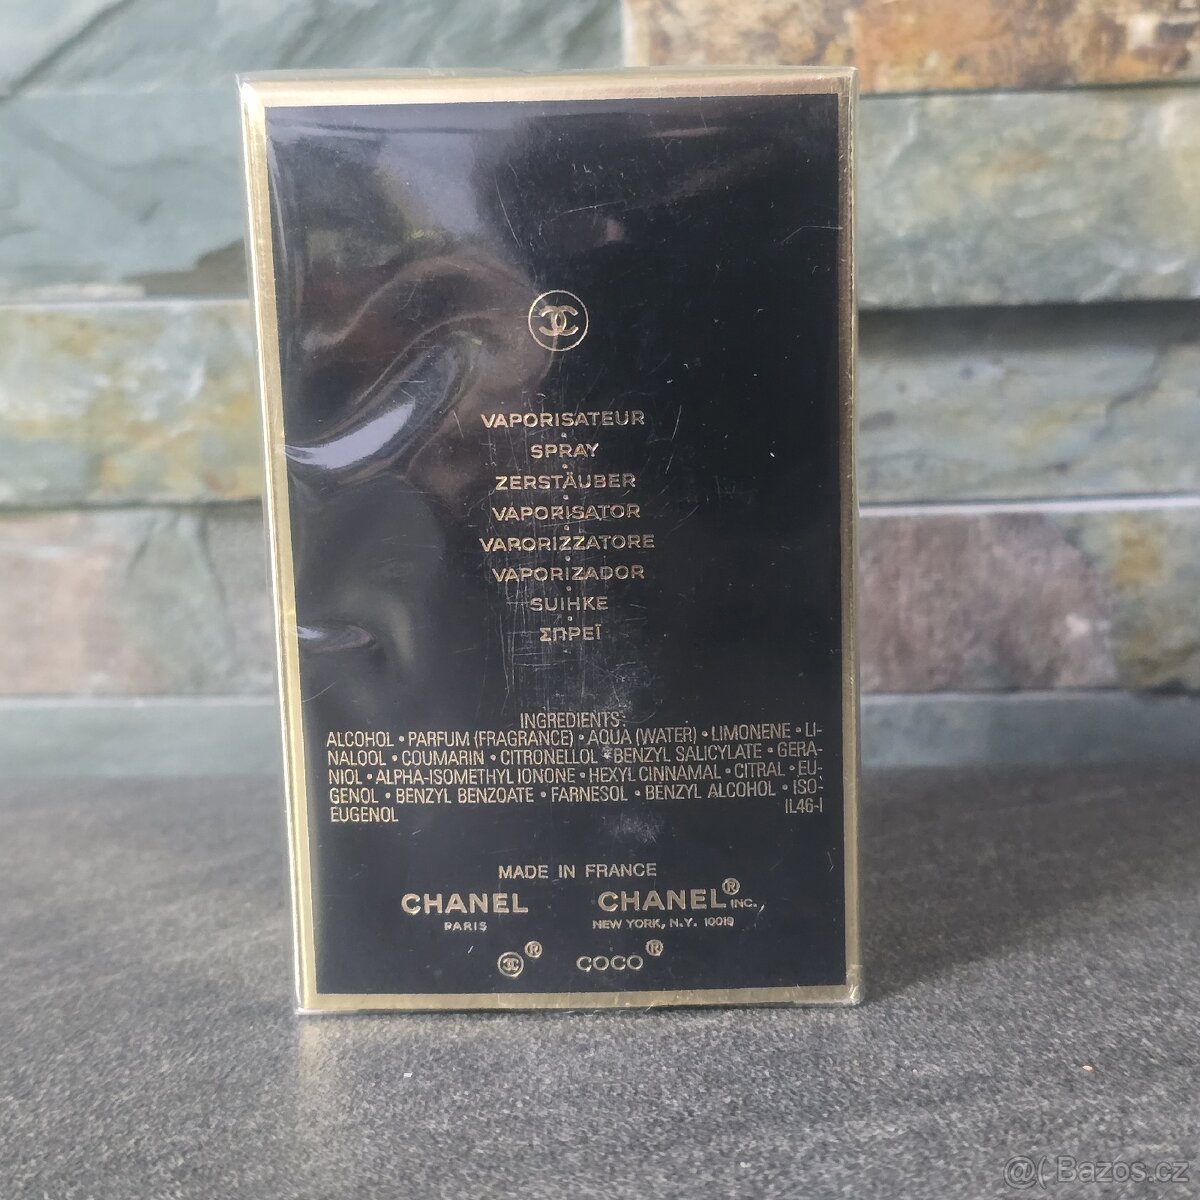 VAPORISATEUR
SPRAY
ZERSTÄUBER
VAPORISATOR
VAPORIZZATORE
VAPORIZADOR
SUIHKE
ΣΠΡΕΪ
INGREDIENTS:
ALCOHOL • PARFUM (FRAGRANCE) • AQUA (WATER) • LIMONENE • LI-
NALOOL • COUMARIN • CITRONELLOL • BENZYL SALICYLATE • GERA-
NIOL • ALPHA-ISOMETHYL IONONE • HEXYL CINNAMAL • CITRAL • EU-
GENOL • BENZYL BENZOATE • FARNESOL • BENZYL ALCOHOL • ISO-
EUGENOL IL46-I
MADE IN FRANCE
CHANEL CHANEL® INC.
PARIS NEW YORK, N.Y. 10019
® COCO®
@( Bazos.cz